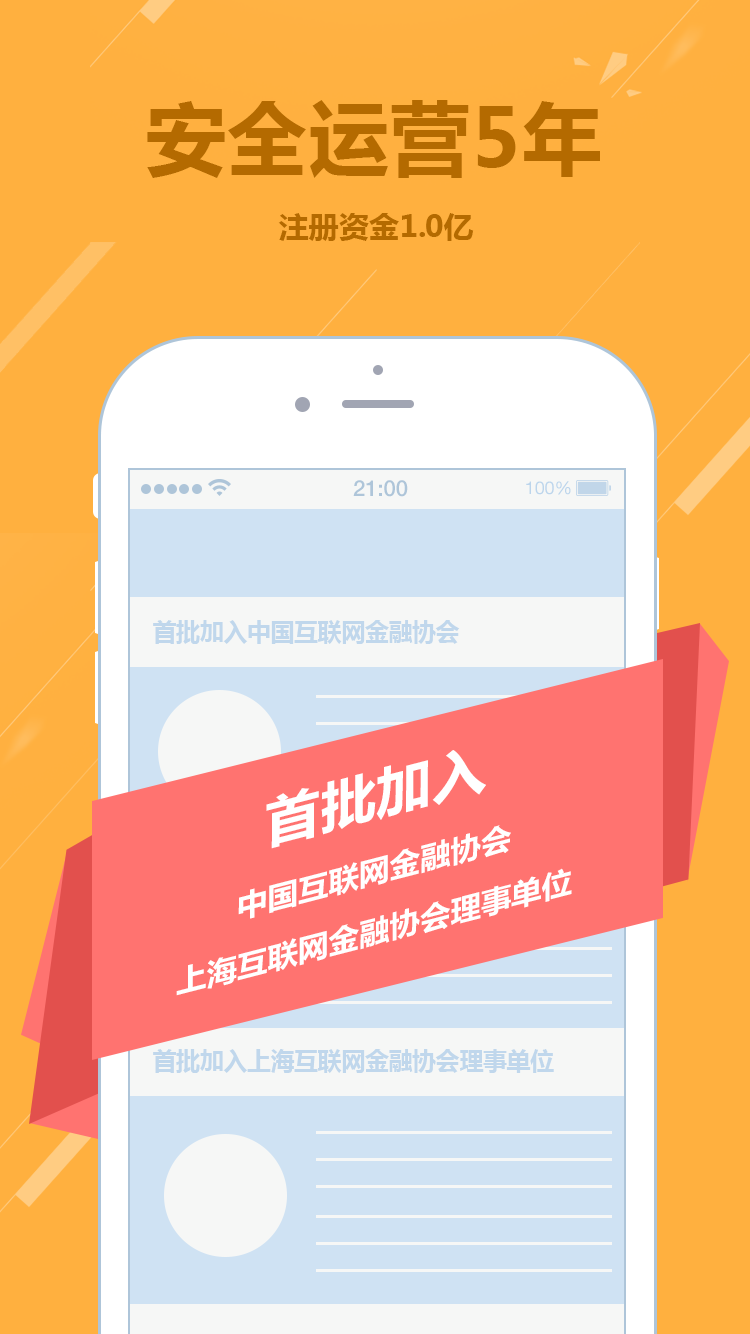 安全运营5年
注册资金1.0亿
21:00
100%
首批加入中国互联网金融协会
首批加入
中国互联网金融协会
上海互联网金融协会理事单位
首批加入上海互联网金融协会理事单位